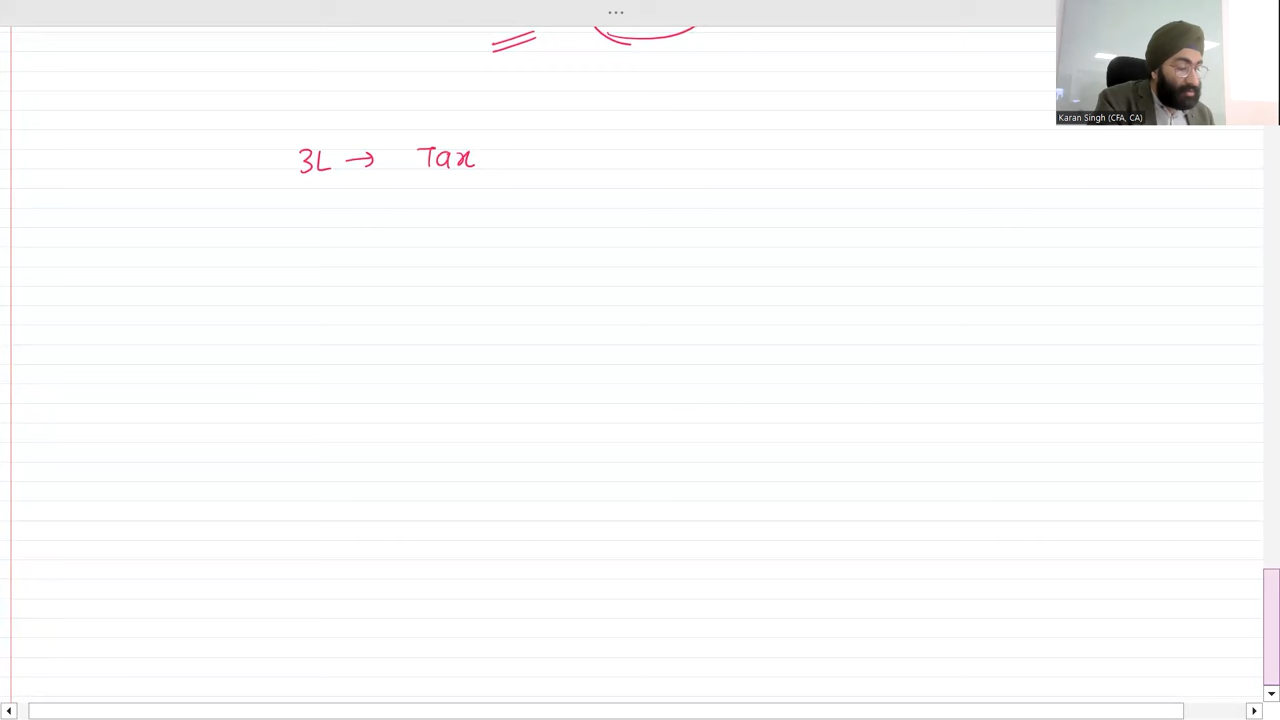 Karan Singh (CFA, CA)
3L → Tax